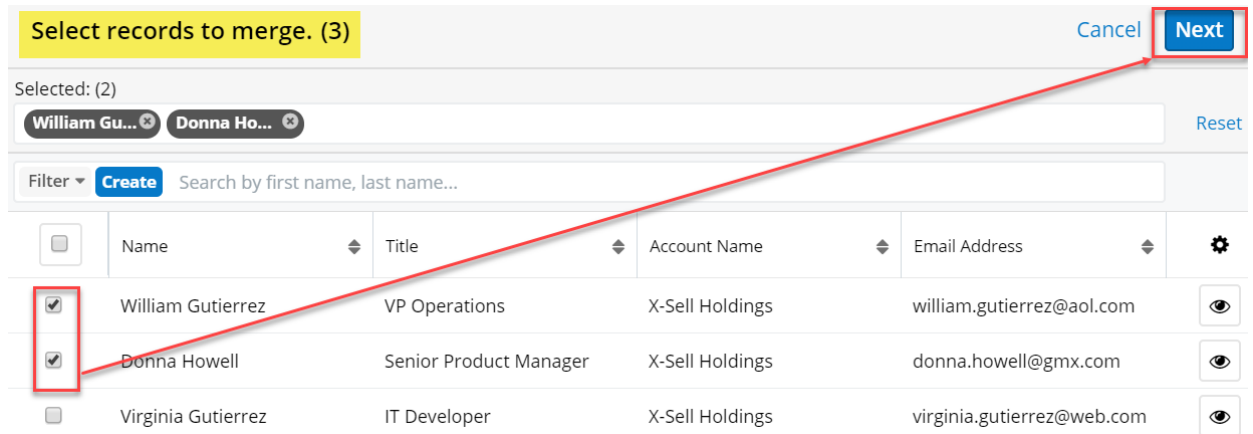 Select records to merge. (3)
Cancel Next
Selected: (2)
William Gu... Donna Ho...
Reset
Filter Create Search by first name, last name...
Name Title Account Name Email Address
William Gutierrez VP Operations X-Sell Holdings william.gutierrez@aol.com
Donna Howell Senior Product Manager X-Sell Holdings donna.howell@gmx.com
Virginia Gutierrez IT Developer X-Sell Holdings virginia.gutierrez@web.com